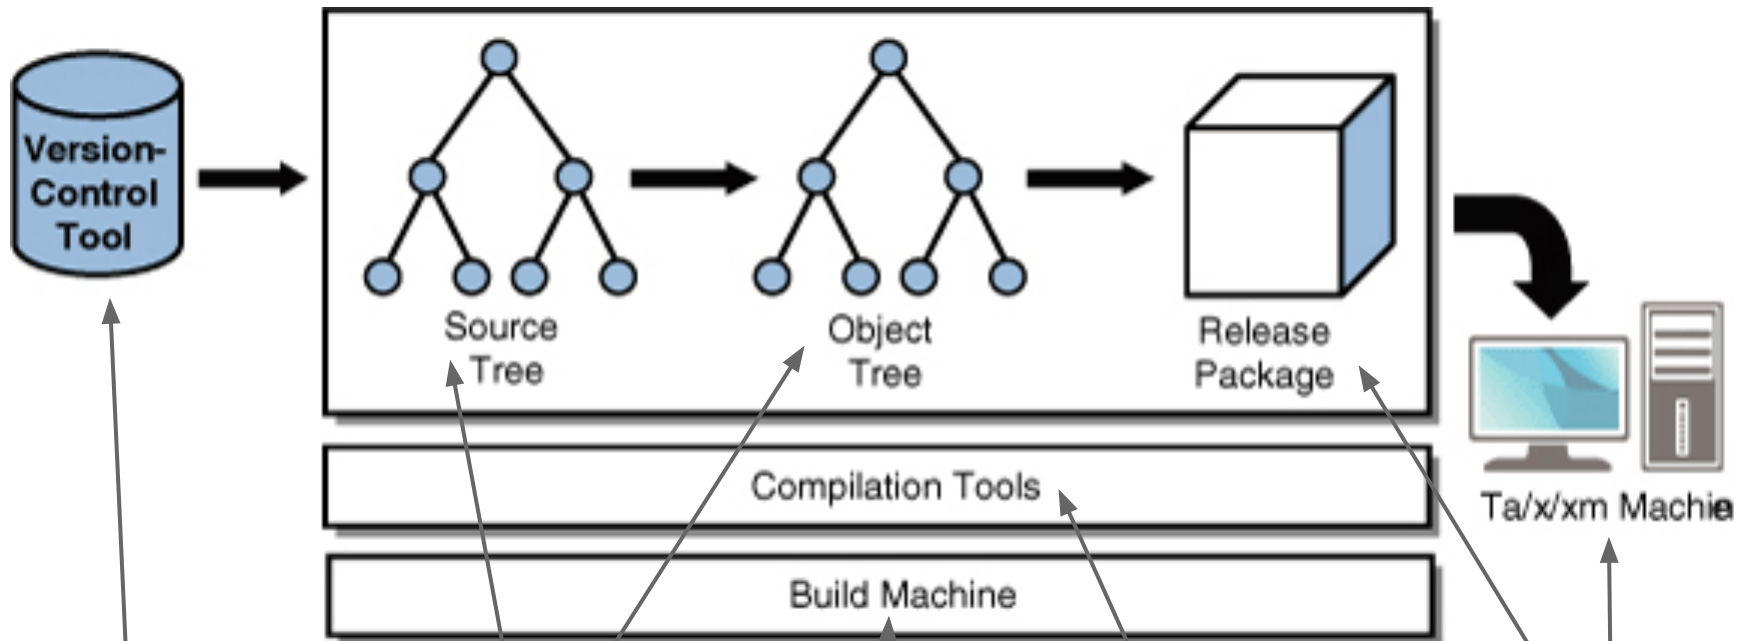 Version-
Control
Tool
Source
Tree
Object
Tree
Release
Package
Compilation Tools
Build Machine
Ta/x/xm Machie